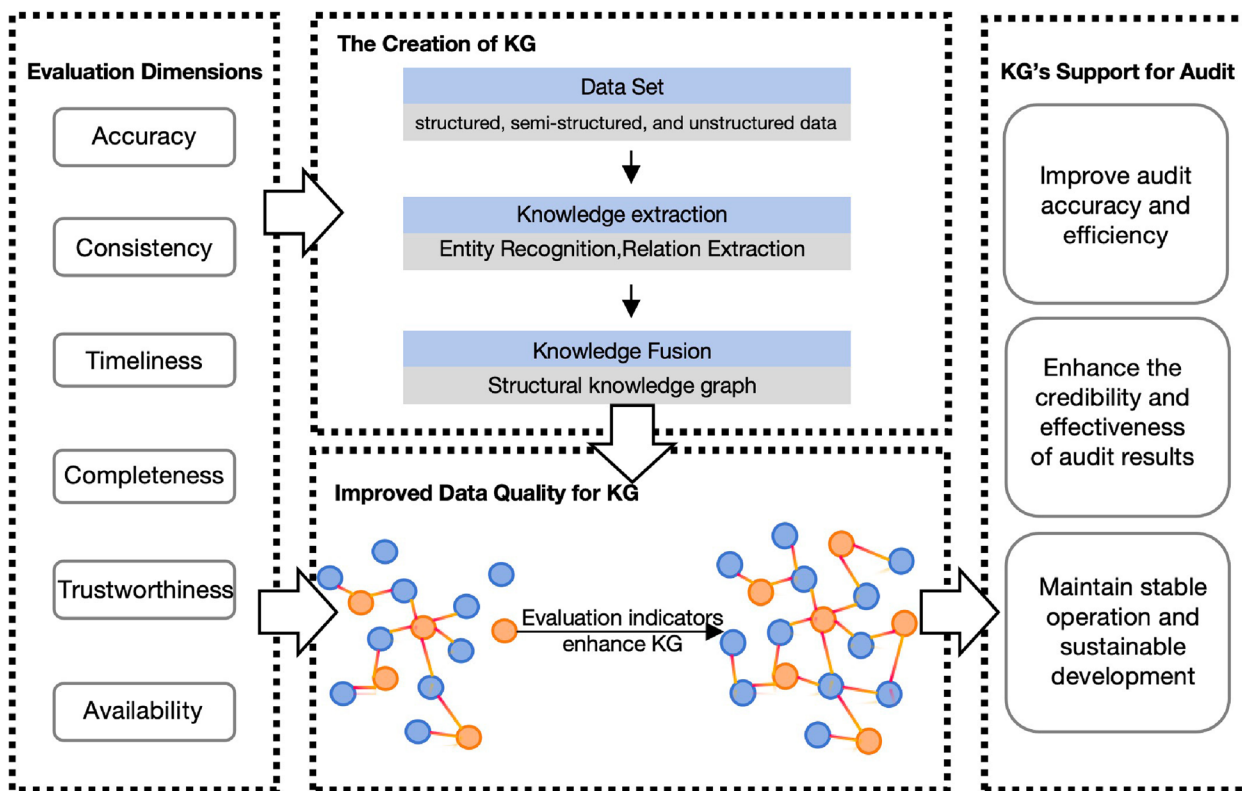 Evaluation Dimensions
Accuracy
Consistency
Timeliness
Completeness
Trustworthiness
Availability
The Creation of KG
Data Set
structured, semi-structured, and unstructured data
Knowledge extraction
Entity Recognition,Relation Extraction
Knowledge Fusion
Structural knowledge graph
Improved Data Quality for KG
Evaluation indicators
enhance KG
KG's Support for Audit
Improve audit
accuracy and
efficiency
Enhance the
credibility and
effectiveness
of audit results
Maintain stable
operation and
sustainable
development